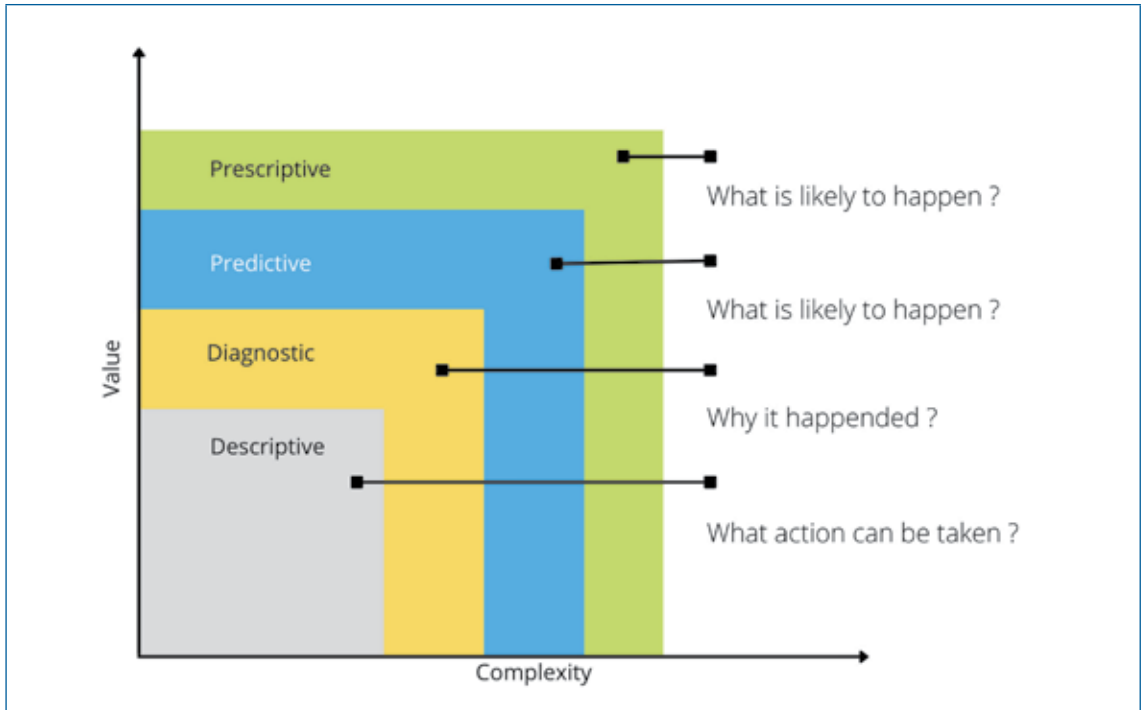 Prescriptive
What is likely to happen ?
Predictive
What is likely to happen ?
Diagnostic
Why it happended ?
Descriptive
What action can be taken ?
Value
Complexity